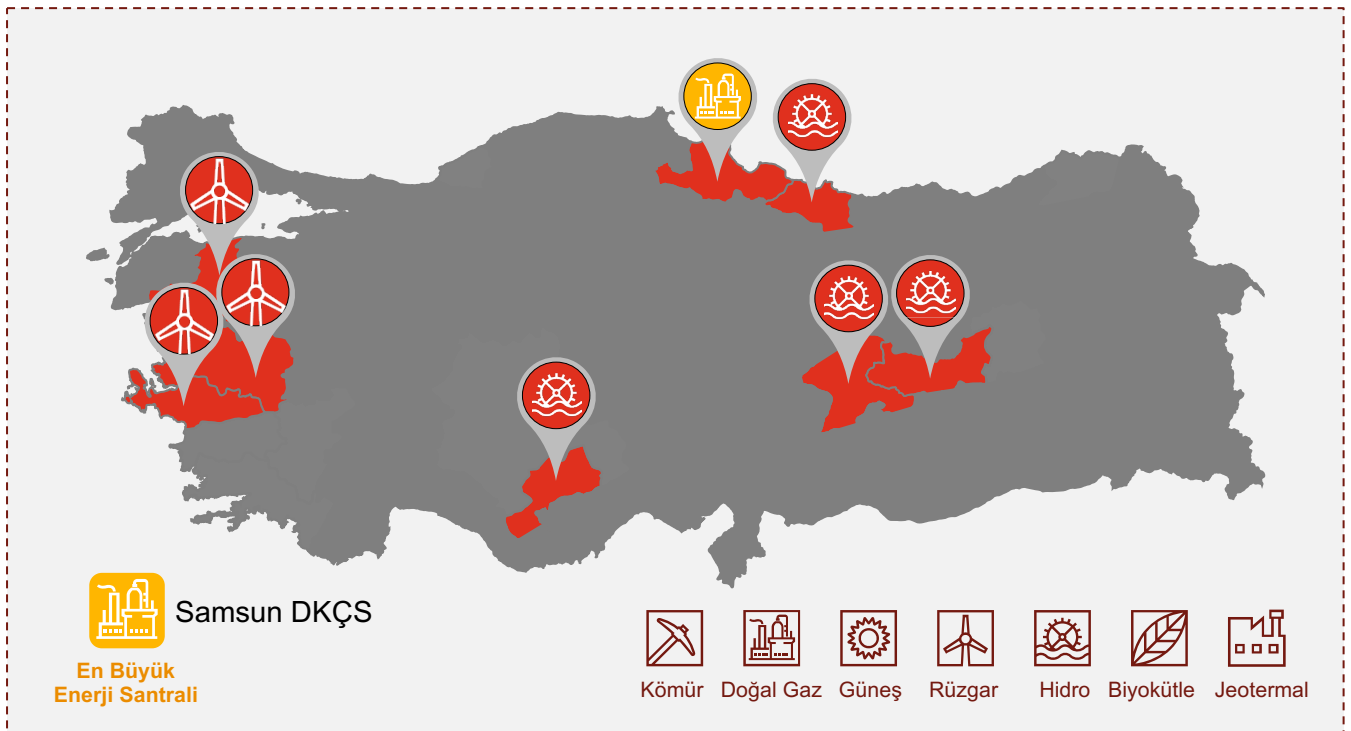 Samsun DKÇS
En Büyük
Enerji Santrali
Kömür
Doğal Gaz
Güneş
Rüzgar
Hidro
Biyokütle
Jeotermal